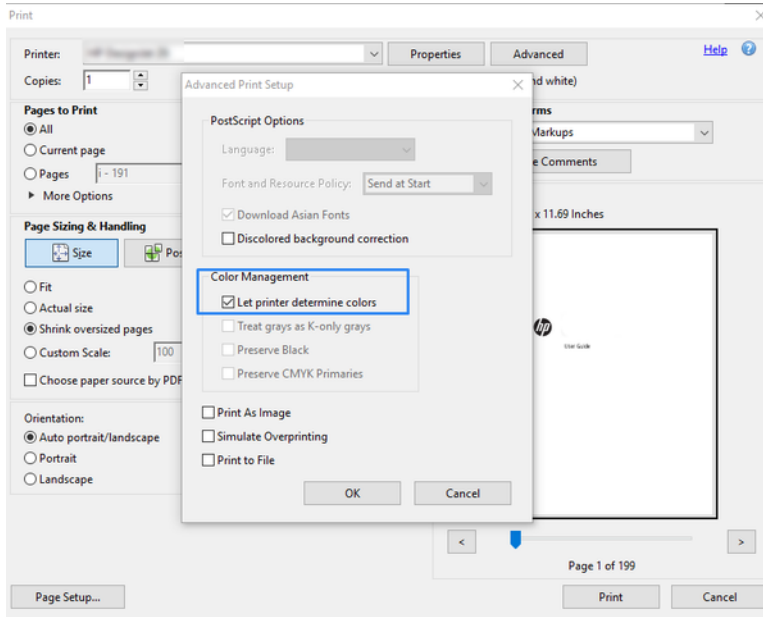 Print
Printer:
Properties
Advanced
Help
?
Copies:
1
nd white)
Pages to Print
All
Current page
Pages
i - 191
More Options
Page Sizing & Handling
Size
Pos
Fit
Actual size
Shrink oversized pages
Custom Scale:
100
Choose paper source by PDF
Orientation:
Auto portrait/landscape
Portrait
Landscape
Advanced Print Setup
PostScript Options
Language:
Font and Resource Policy:
Send at Start
Download Asian Fonts
Discolored background correction
Color Management
Let printer determine colors
Treat grays as K-only grays
Preserve Black
Preserve CMYK Primaries
Print As Image
Simulate Overprinting
Print to File
OK
Cancel
rms
Markups
e Comments
x 11.69 Inches
hp
User Guide
<
>
Page 1 of 199
Page Setup...
Print
Cancel